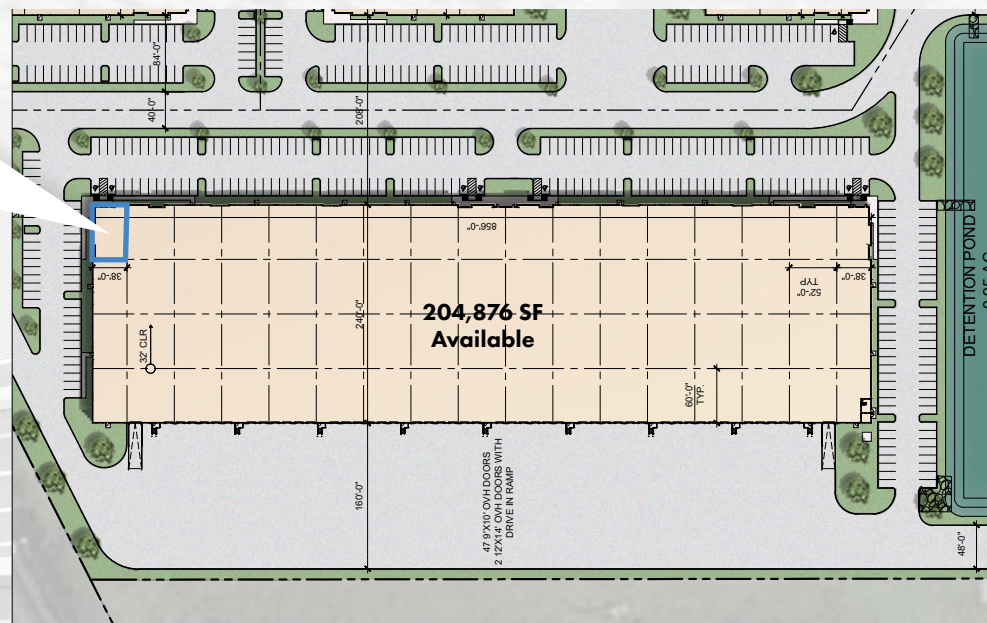 84'-0"
40'-0"
208'-0"
856'-0"
38'-0"
52'-0"
TYP
38'-0"
240'-0"
204,876 SF
Available
32' CLR
60'-0"
TYP.
DETENTION POND
160'-0"
47 9'X10' OVH DOORS
2 12'X14' OVH DOORS WITH
DRIVE IN RAMP
48'-0"